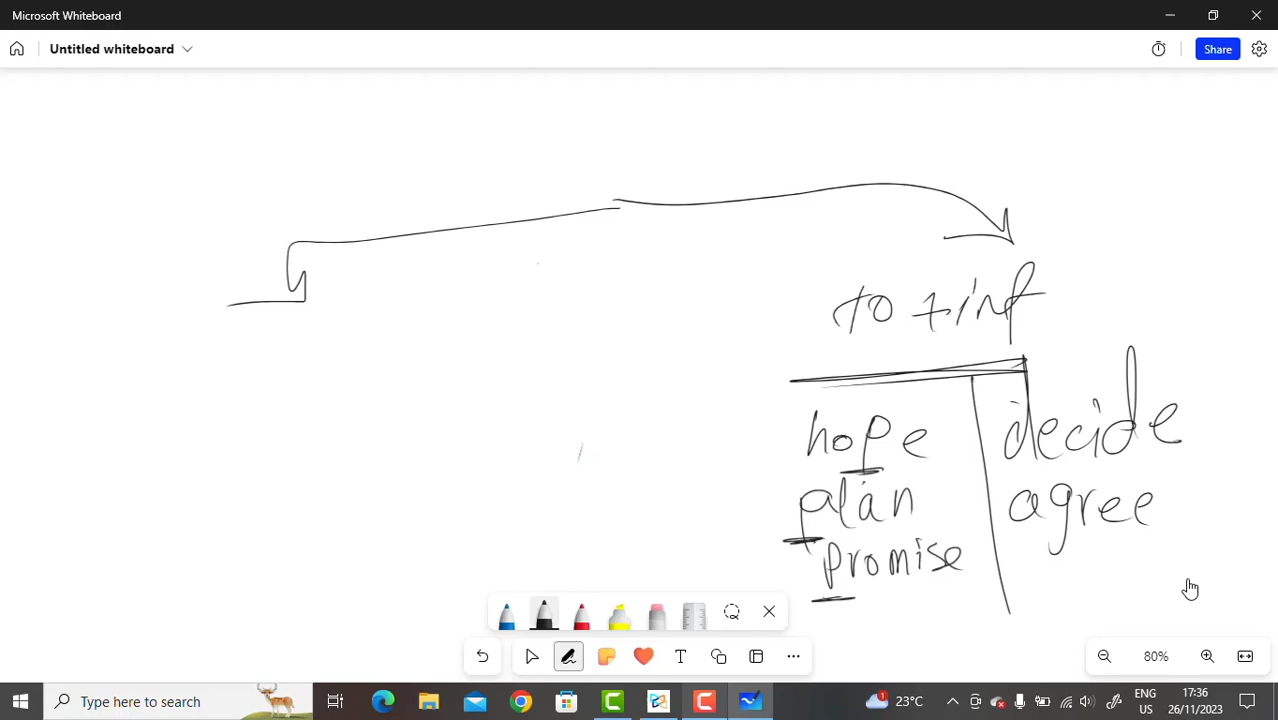 Microsoft Whiteboard
Untitled whiteboard
Share
to + inf
hope decide
plan agree
promise
80%
Type here to search
1
23°C
ENG
US
17:36
26/11/2023